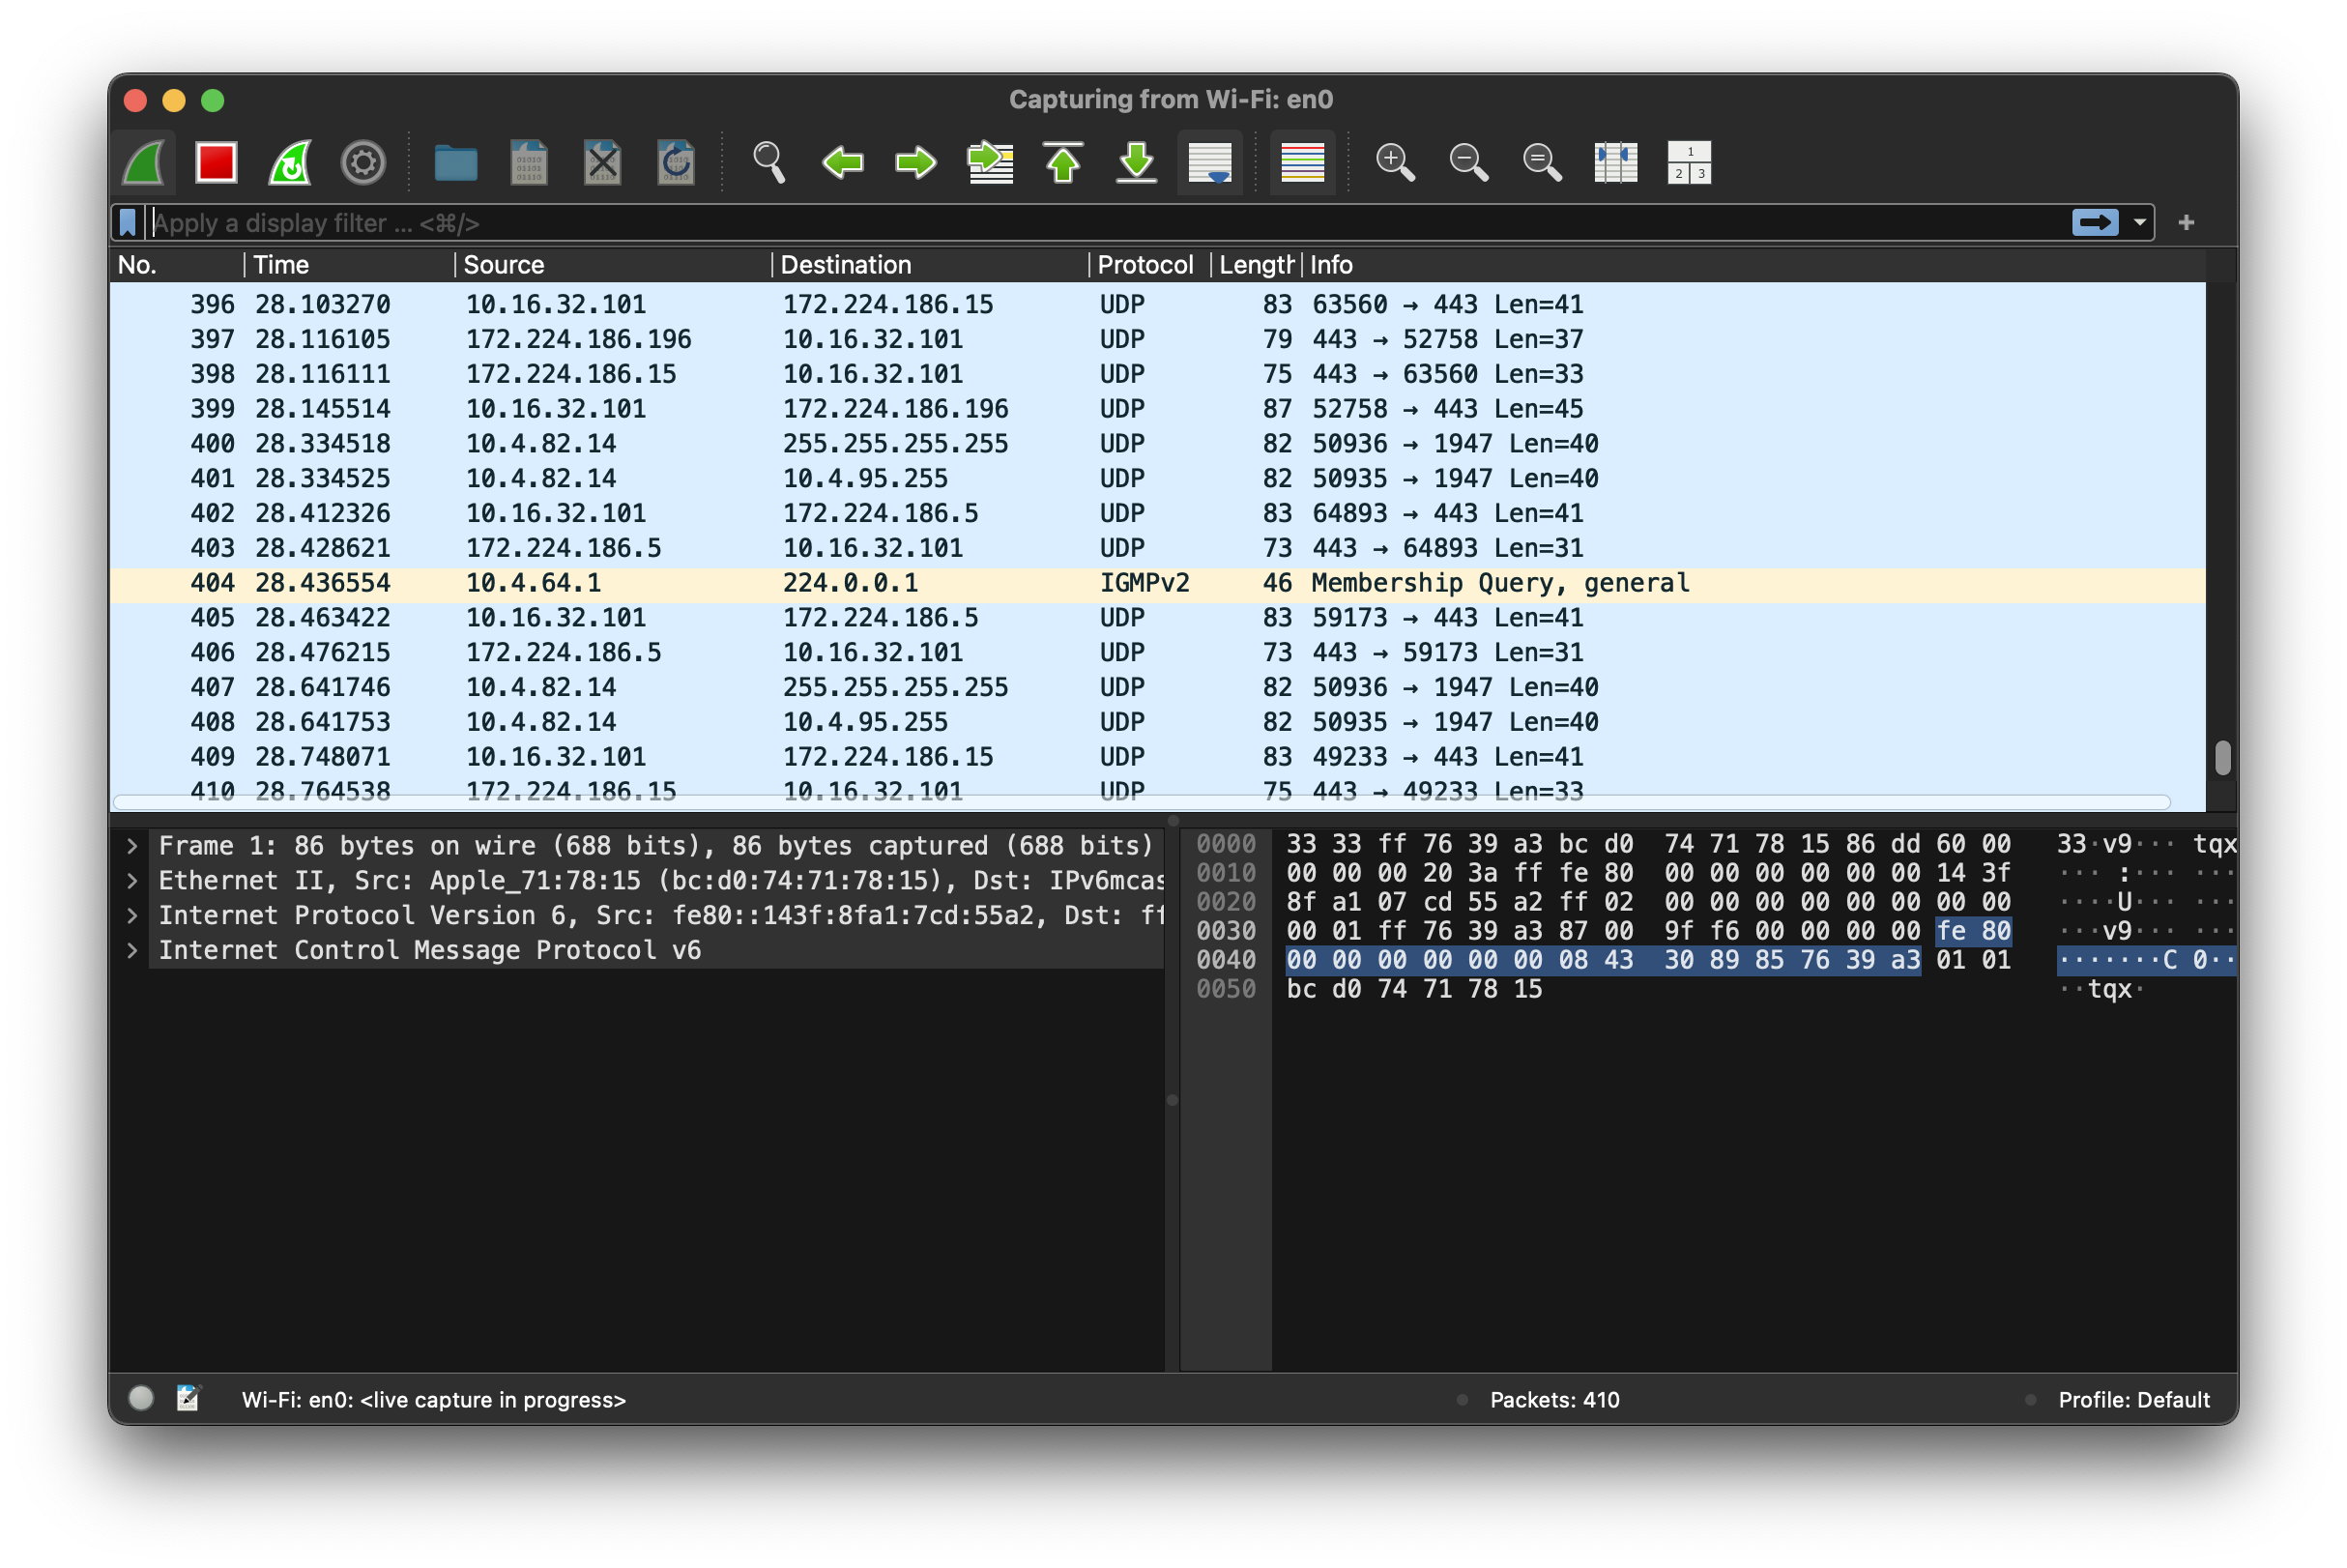 Capturing from Wi-Fi: en0
Apply a display filter ... <⌘/>
No. Time Source Destination Protocol Length Info
396 28.103270 10.16.32.101 172.224.186.15 UDP 83 63560 → 443 Len=41
397 28.116105 172.224.186.196 10.16.32.101 UDP 79 443 → 52758 Len=37
398 28.116111 172.224.186.15 10.16.32.101 UDP 75 443 → 63560 Len=33
399 28.145514 10.16.32.101 172.224.186.196 UDP 87 52758 → 443 Len=45
400 28.334518 10.4.82.14 255.255.255.255 UDP 82 50936 → 1947 Len=40
401 28.334525 10.4.82.14 10.4.95.255 UDP 82 50935 → 1947 Len=40
402 28.412326 10.16.32.101 172.224.186.5 UDP 83 64893 → 443 Len=41
403 28.428621 172.224.186.5 10.16.32.101 UDP 73 443 → 64893 Len=31
404 28.436554 10.4.64.1 224.0.0.1 IGMPv2 46 Membership Query, general
405 28.463422 10.16.32.101 172.224.186.5 UDP 83 59173 → 443 Len=41
406 28.476215 172.224.186.5 10.16.32.101 UDP 73 443 → 59173 Len=31
407 28.641746 10.4.82.14 255.255.255.255 UDP 82 50936 → 1947 Len=40
408 28.641753 10.4.82.14 10.4.95.255 UDP 82 50935 → 1947 Len=40
409 28.748071 10.16.32.101 172.224.186.15 UDP 83 49233 → 443 Len=41
410 28.764538 172.224.186.15 10.16.32.101 UDP 75 443 → 49233 Len=33
Frame 1: 86 bytes on wire (688 bits), 86 bytes captured (688 bits)
Ethernet II, Src: Apple_71:78:15 (bc:d0:74:71:78:15), Dst: IPv6mcas
Internet Protocol Version 6, Src: fe80::143f:8fa1:7cd:55a2, Dst: ff
Internet Control Message Protocol v6
0000 33 33 ff 76 39 a3 bc d0 74 71 78 15 86 dd 60 00 33·v9··· tqx
0010 00 00 00 20 3a ff fe 80 00 00 00 00 00 00 14 3f ··· :··· ···
0020 8f a1 07 cd 55 a2 ff 02 00 00 00 00 00 00 00 00 ····U··· ···
0030 00 01 ff 76 39 a3 87 00 9f f6 00 00 00 00 fe 80 ···v9··· ···
0040 00 00 00 00 00 00 08 43 30 89 85 76 39 a3 01 01 ·······C 0··
0050 bc d0 74 71 78 15 ··tqx·
Wi-Fi: en0: <live capture in progress>
Packets: 410
Profile: Default